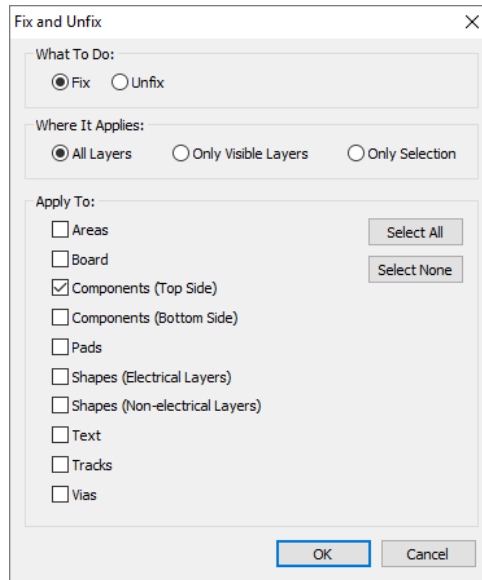 Fix and Unfix
What To Do:
Fix Unfix
Where It Applies:
All Layers Only Visible Layers Only Selection
Apply To:
Areas Select All
Board Select None
Components (Top Side)
Components (Bottom Side)
Pads
Shapes (Electrical Layers)
Shapes (Non-electrical Layers)
Text
Tracks
Vias
OK Cancel